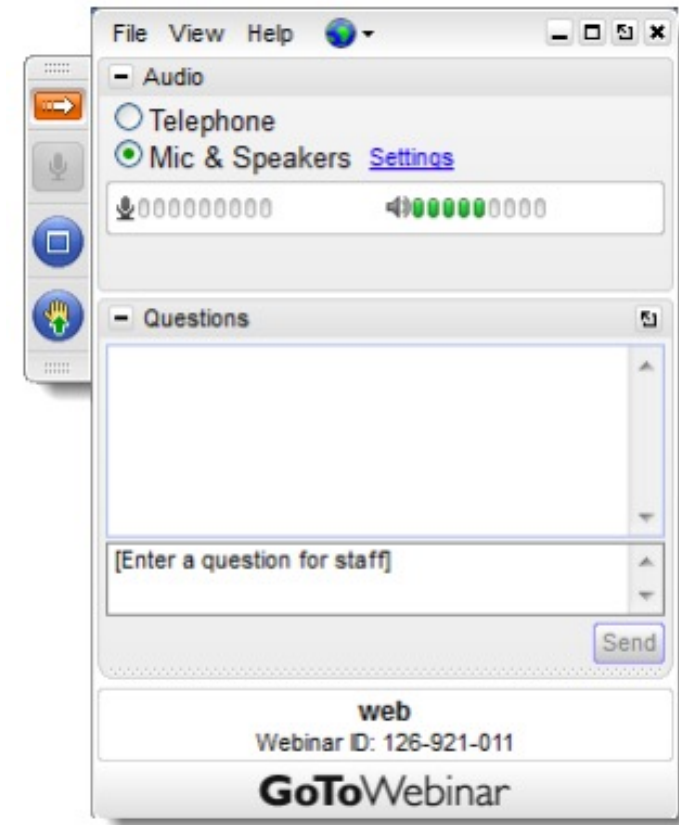 File View Help
Audio
Telephone
Mic & Speakers Settings
Questions
[Enter a question for staff]
Send
web
Webinar ID: 126-921-011
GoToWebinar